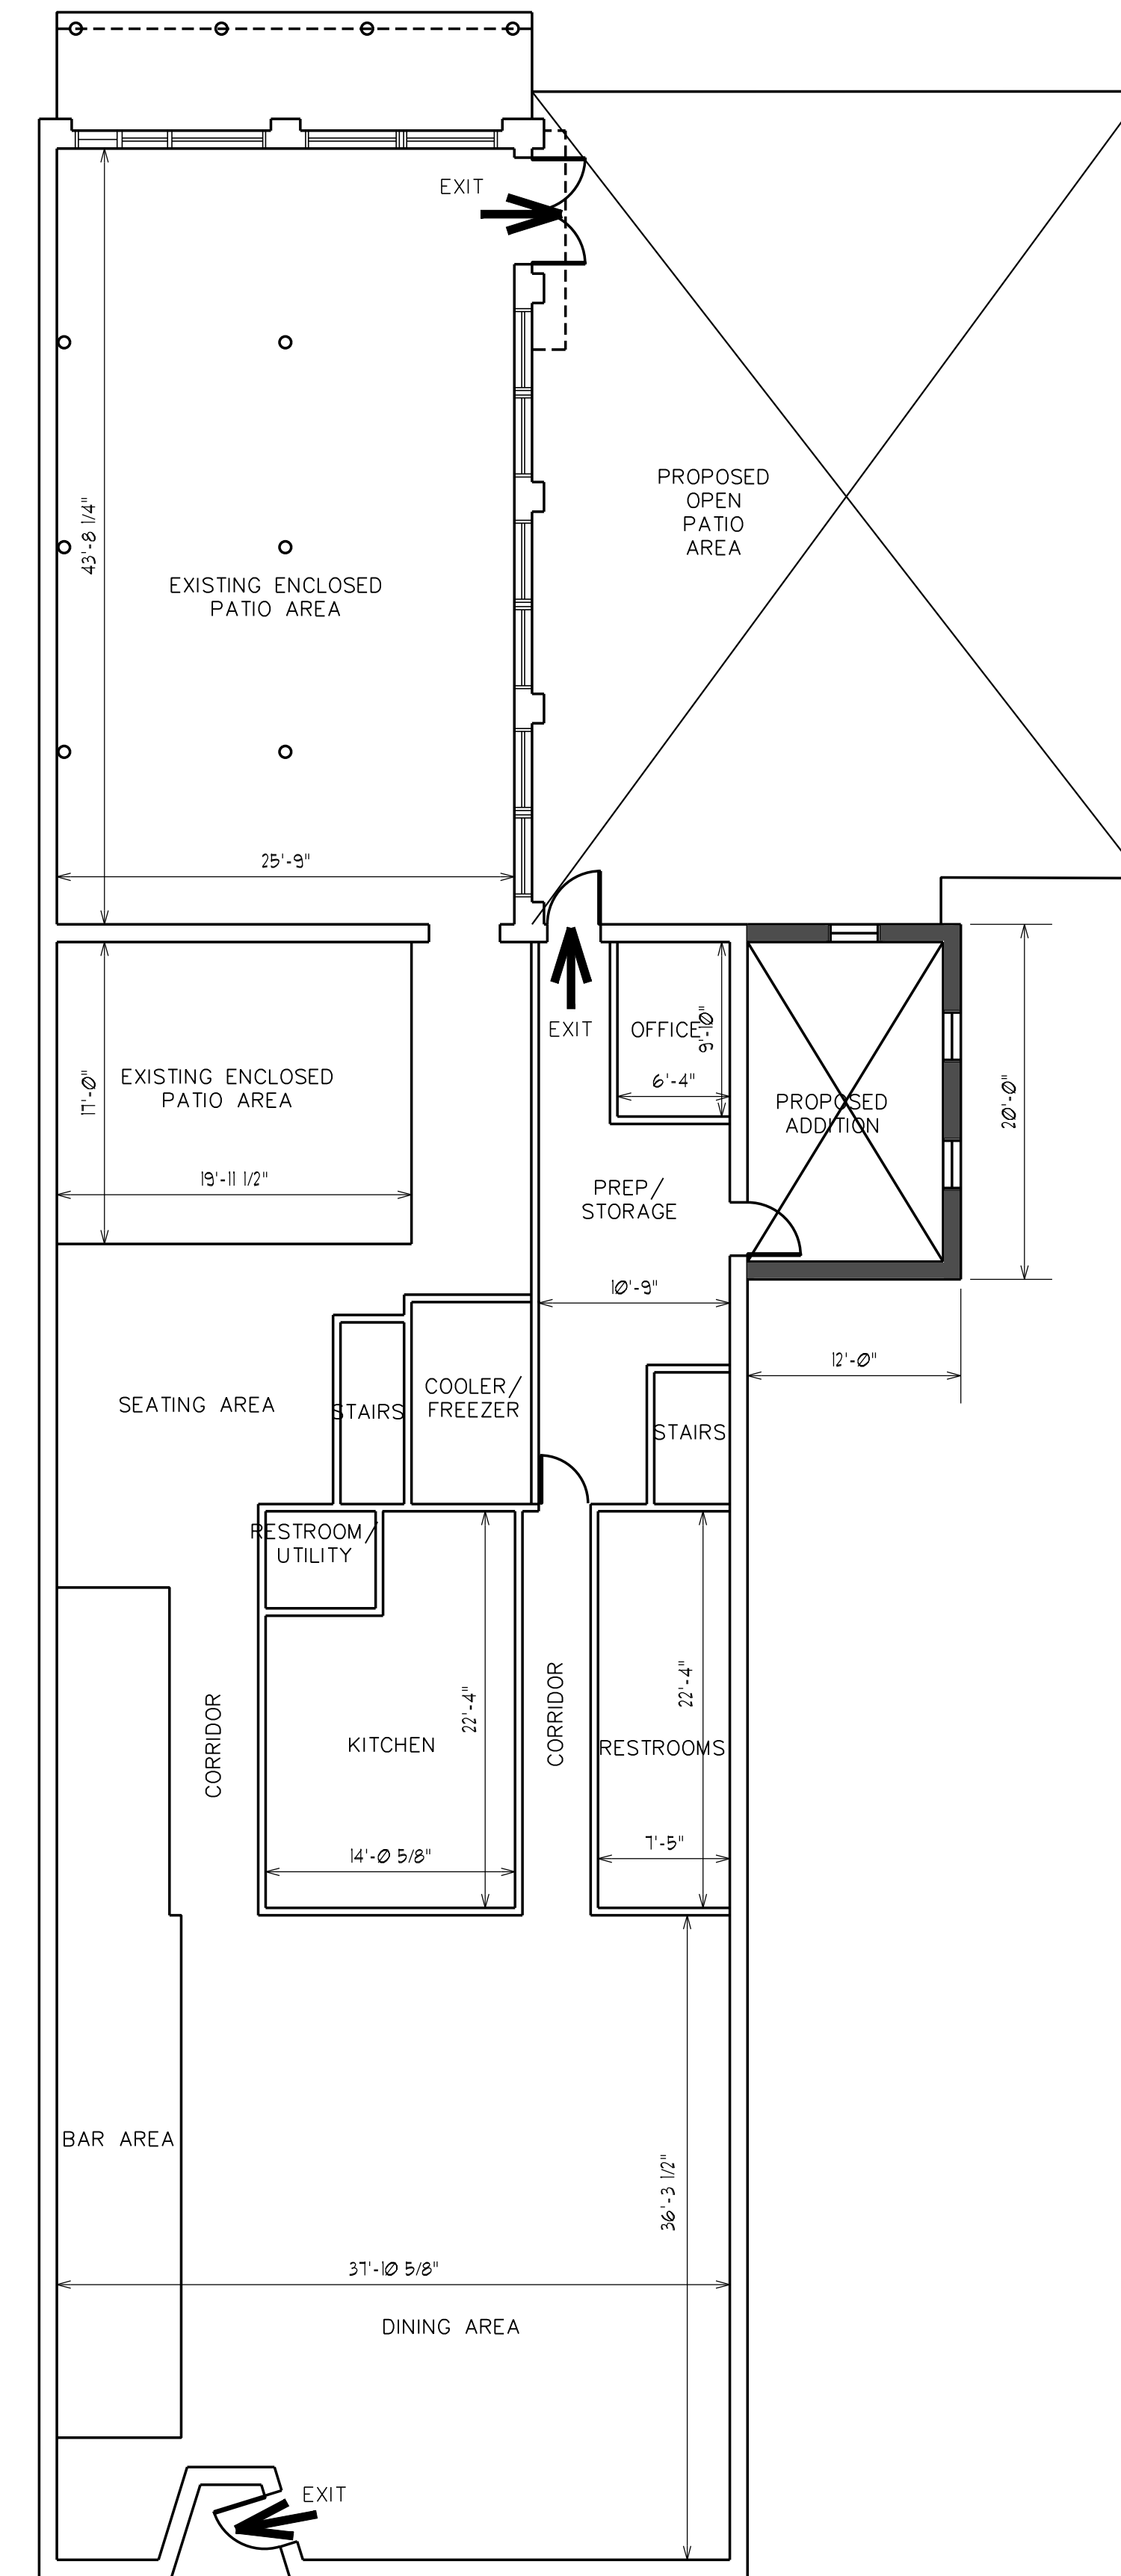 EXIT
PROPOSED
OPEN
PATIO
AREA
43'-8 1/4"
EXISTING ENCLOSED
PATIO AREA
25'-9"
EXIT
OFFICE
9'-10"
6'-4"
EXISTING ENCLOSED
PATIO AREA
17'-0"
19'-11 1/2"
PROPOSED
ADDITION
20'-0"
PREP/
STORAGE
10'-9"
12'-0"
SEATING AREA
STAIRS
COOLER/
FREEZER
STAIRS
RESTROOM/
UTILITY
CORRIDOR
KITCHEN
22'-4"
CORRIDOR
22'-4"
RESTROOMS
14'-0 5/8"
7'-5"
BAR AREA
36'-3 1/2"
37'-10 5/8"
DINING AREA
EXIT